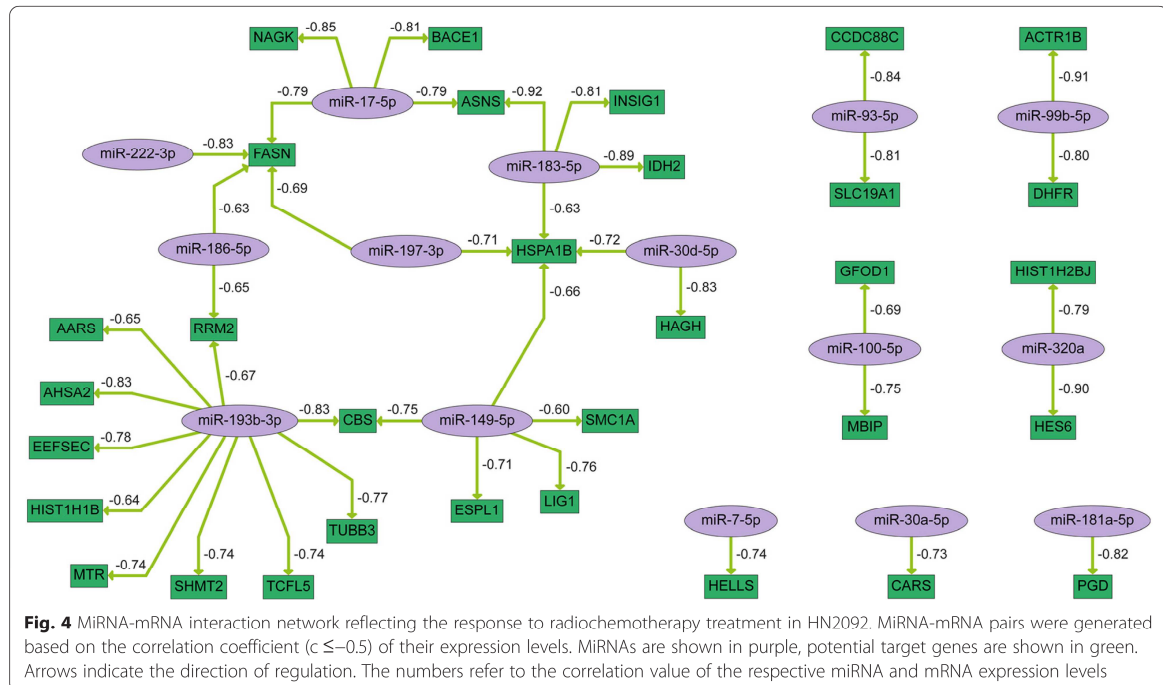 NAGK
-0.85
-0.81
BACE1
CCDC88C
ACTR1B
-0.79
miR-17-5p
-0.79
ASNS
-0.92
-0.81
INSIG1
-0.84
-0.91
miR-93-5p
miR-99b-5p
miR-222-3p
-0.83
FASN
miR-183-5p
-0.89
IDH2
-0.81
-0.80
-0.69
SLC19A1
DHFR
-0.63
-0.63
miR-186-5p
miR-197-3p
-0.71
HSPA1B
-0.72
miR-30d-5p
GFOD1
HIST1H2BJ
-0.65
-0.66
-0.83
-0.69
-0.79
AARS
-0.65
RRM2
HAGH
miR-100-5p
miR-320a
-0.67
-0.75
-0.90
AHSA2
-0.83
miR-193b-3p
-0.83
CBS
-0.75
miR-149-5p
-0.60
SMC1A
MBIP
HES6
EEFSEC
-0.78
-0.71
-0.76
HIST1H1B
-0.64
-0.77
TUBB3
ESPL1
LIG1
miR-7-5p
miR-30a-5p
miR-181a-5p
MTR
-0.74
-0.74
-0.74
-0.74
-0.73
-0.82
SHMT2
TCFL5
HELLS
CARS
PGD
Fig. 4 MiRNA-mRNA interaction network reflecting the response to radiochemotherapy treatment in HN2092. MiRNA-mRNA pairs were generated
based on the correlation coefficient (c ≤−0.5) of their expression levels. MiRNAs are shown in purple, potential target genes are shown in green.
Arrows indicate the direction of regulation. The numbers refer to the correlation value of the respective miRNA and mRNA expression levels